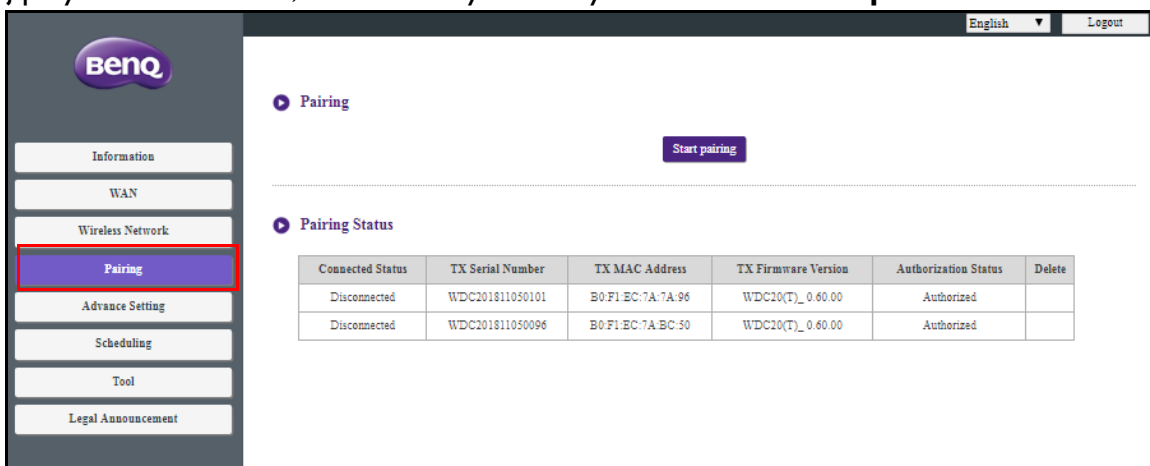 English ▼ Logout
BenQ
Information
WAN
Wireless Network
Pairing
Advance Setting
Scheduling
Tool
Legal Announcement
Pairing
Start pairing
Pairing Status
Connected Status TX Serial Number TX MAC Address TX Firmware Version Authorization Status Delete
Disconnected WDC201811050101 B0:F1:EC:7A:7A:96 WDC20(T)_ 0.60.00 Authorized
Disconnected WDC201811050096 B0:F1:EC:7A:BC:50 WDC20(T)_ 0.60.00 Authorized